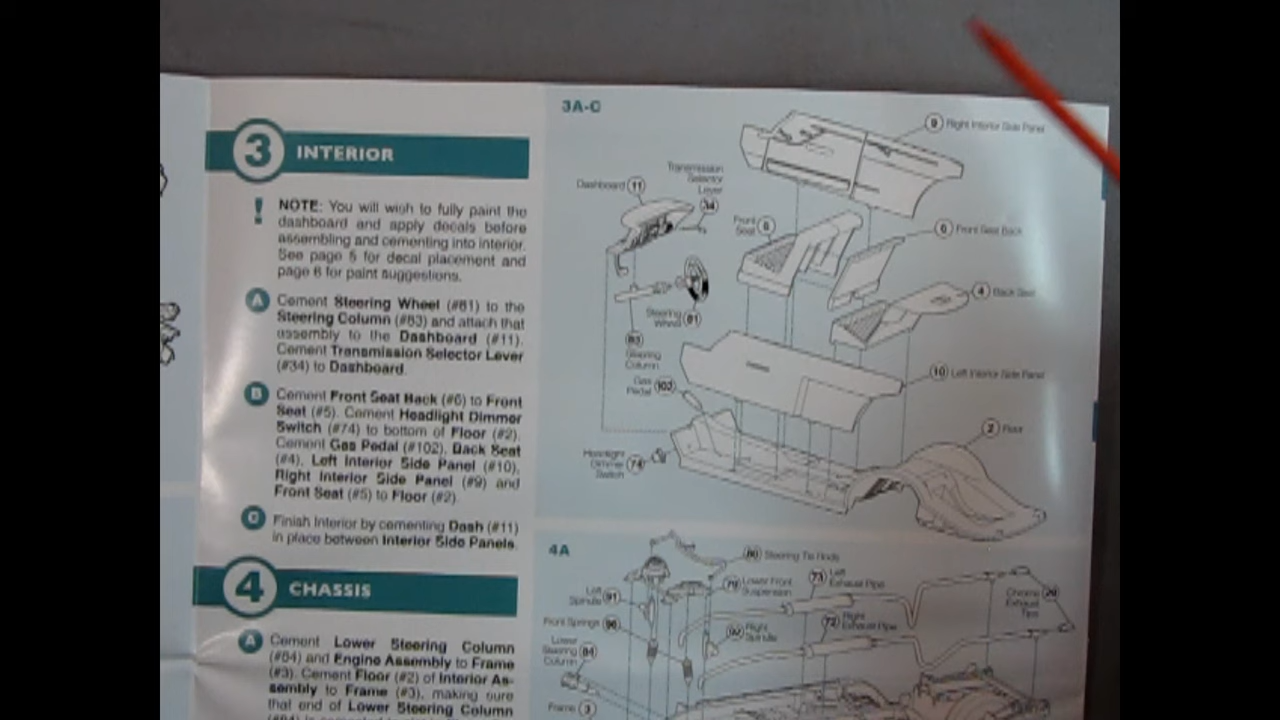 3 INTERIOR
! NOTE: You will wish to fully paint the
dashboard and apply decals before
assembling and cementing into interior.
See page 5 for decal placement and
page 6 for paint suggestions.
A Cement Steering Wheel (#81) to the
Steering Column (#83) and attach that
assembly to the Dashboard (#11).
Cement Transmission Selector Lever
(#34) to Dashboard.
B Cement Front Seat Back (#6) to Front
Seat (#5). Cement Headlight Dimmer
Switch (#74) to bottom of Floor (#2).
Cement Gas Pedal (#102), Back Seat
(#4), Left Interior Side Panel (#10),
Right Interior Side Panel (#9) and
Front Seat (#5) to Floor (#2).
C Finish Interior by cementing Dash (#11)
in place between Interior Side Panels.
4 CHASSIS
A Cement Lower Steering Column
(#84) and Engine Assembly to Frame
(#3). Cement Floor (#2) of Interior As-
sembly to Frame (#3), making sure
that end of Lower Steering Column
3A-C
9 Right Interior Side Panel
Transmission
Selector
Lever
34
Dashboard 11
Front
Seat 5
6 Front Seat Back
4 Back Seat
Steering
Wheel 81
83
Steering
Column
Gas
Pedal 102
10 Left Interior Side Panel
2 Floor
Headlight
Dimmer
Switch 74
4A
80 Steering Tie Rods
79 Lower Front
Suspension
73 Left
Exhaust Pipe
Left
Spindle 91
Chrome
Exhaust
Tips
Front Springs
92 Right
Spindle
72 Right
Exhaust Pipe
Lower
Steering
Column 84
Frame 3